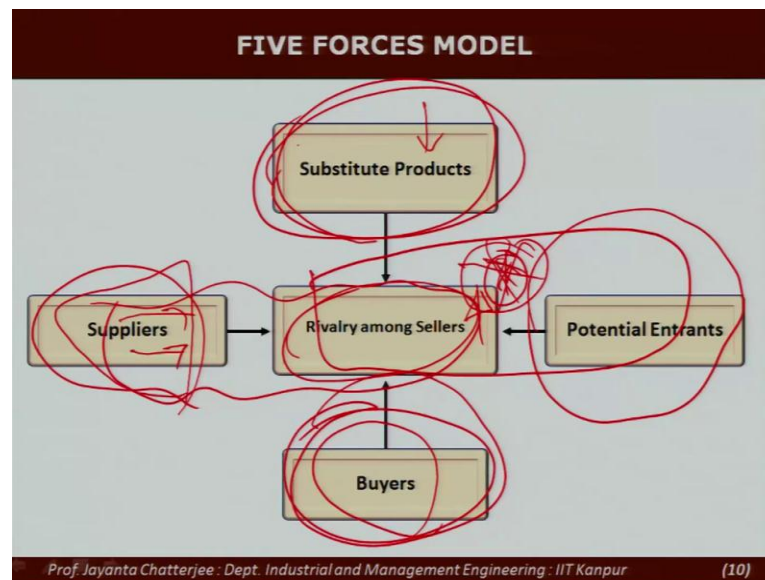 FIVE FORCES MODEL
Substitute Products
Suppliers
Rivalry among Sellers
Potential Entrants
Buyers
Prof. Jayanta Chatterjee : Dept. Industrial and Management Engineering : IIT Kanpur
(10)